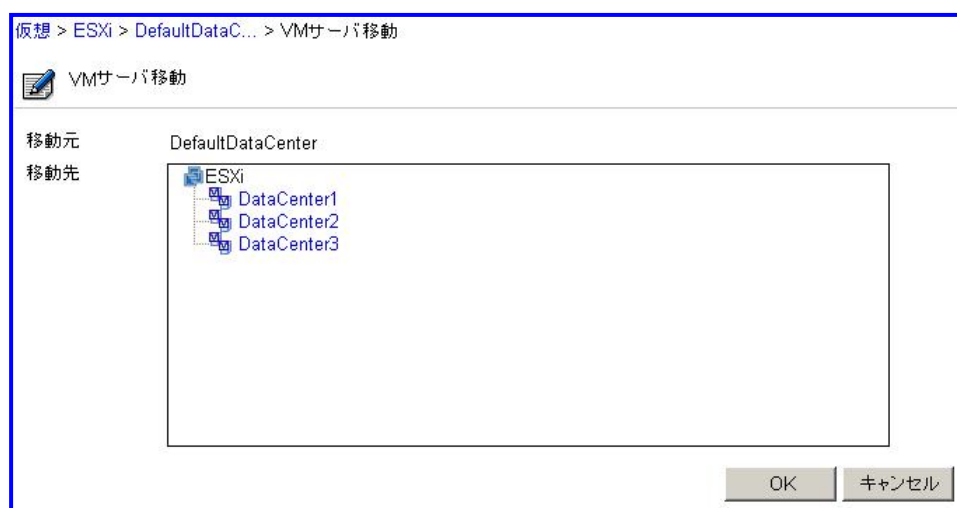 仮想 > ESXi > DefaultDataC... > VMサーバ移動
VMサーバ移動
移動元 DefaultDataCenter
移動先
ESXi
DataCenter1
DataCenter2
DataCenter3
OK キャンセル